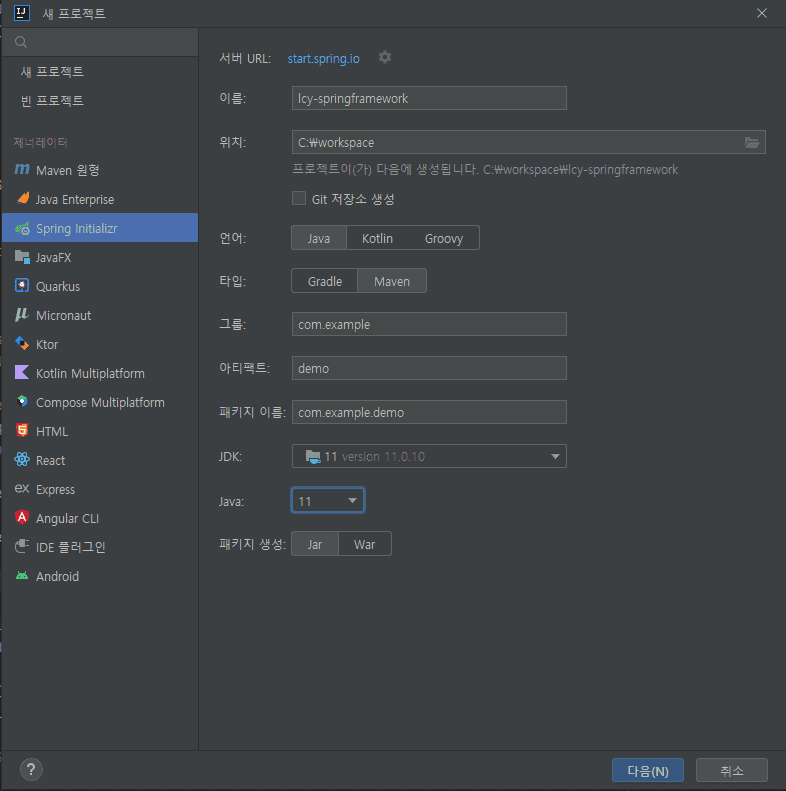 새 프로젝트
새 프로젝트
빈 프로젝트
제너레이터
Maven 원형
Java Enterprise
Spring Initializr
JavaFX
Quarkus
Micronaut
Ktor
Kotlin Multiplatform
Compose Multiplatform
HTML
React
Express
Angular CLI
IDE 플러그인
Android
서버 URL: start.spring.io
이름: lcy-springframework
위치: C:₩workspace
프로젝트이(가) 다음에 생성됩니다. C:₩workspace₩lcy-springframework
Git 저장소 생성
언어: Java Kotlin Groovy
타입: Gradle Maven
그룹: com.example
아티팩트: demo
패키지 이름: com.example.demo
JDK: 11 version 11.0.10
Java: 11
패키지 생성: Jar War
? 다음(N) 취소